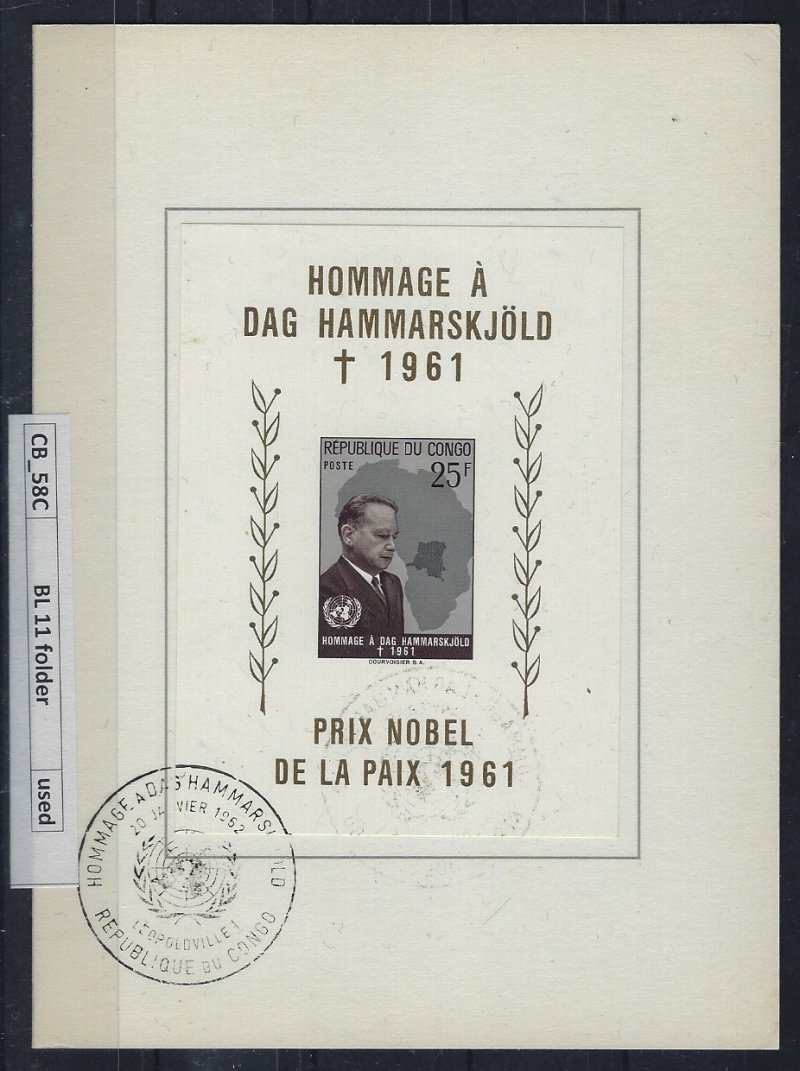 HOMMAGE À
DAG HAMMARSKJÖLD
† 1961
RÉPUBLIQUE DU CONGO
POSTE
25F
HOMMAGE À DAG HAMMARSKJÖLD
† 1961
COURVOISIER S.A.
PRIX NOBEL
DE LA PAIX 1961
CB_58C
BL 11 folder
used
HOMMAGE A DAG HAMMARSKJOLD
20 JANVIER 1962
LEOPOLDVILLE 1
REPUBLIQUE DU CONGO